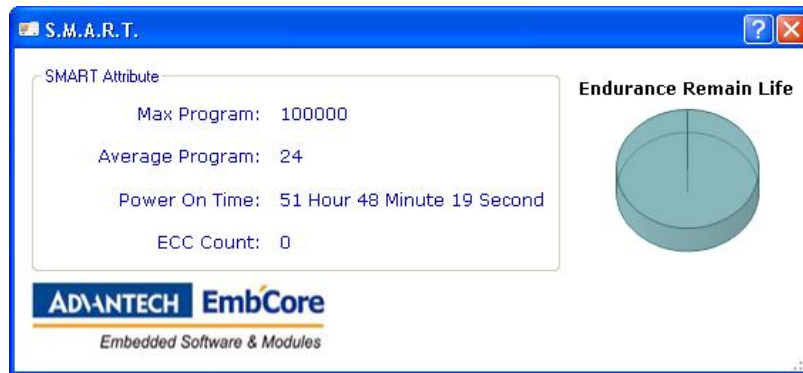 S.M.A.R.T.
SMART Attribute
Max Program: 100000
Average Program: 24
Power On Time: 51 Hour 48 Minute 19 Second
ECC Count: 0
Endurance Remain Life
ADVANTECH EmbCore
Embedded Software & Modules